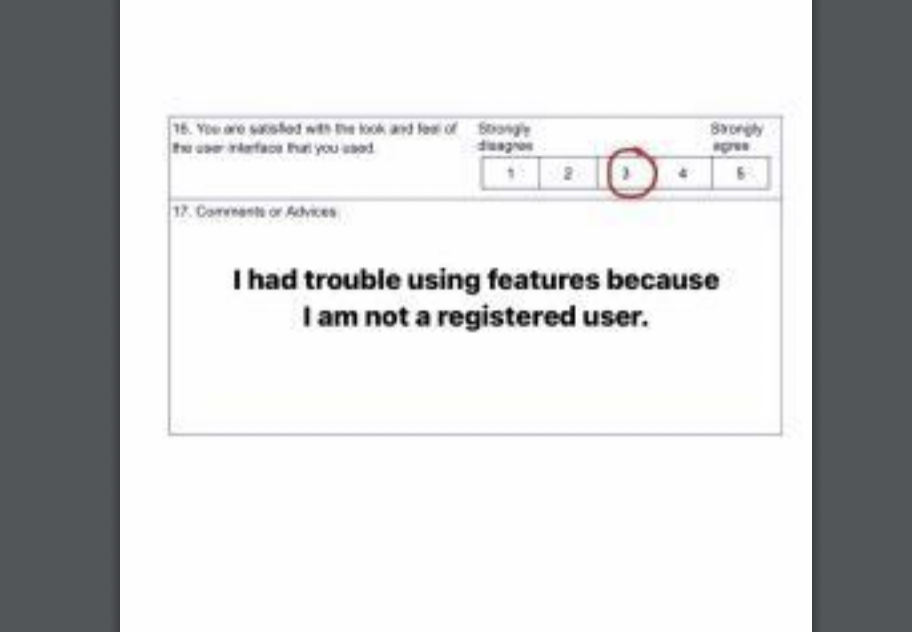 16. You are satisfied with the look and feel of
the user interface that you used.
Strongly
disagree
Strongly
agree
1 2 3 4 5
17. Comments or Advices:
I had trouble using features because
I am not a registered user.